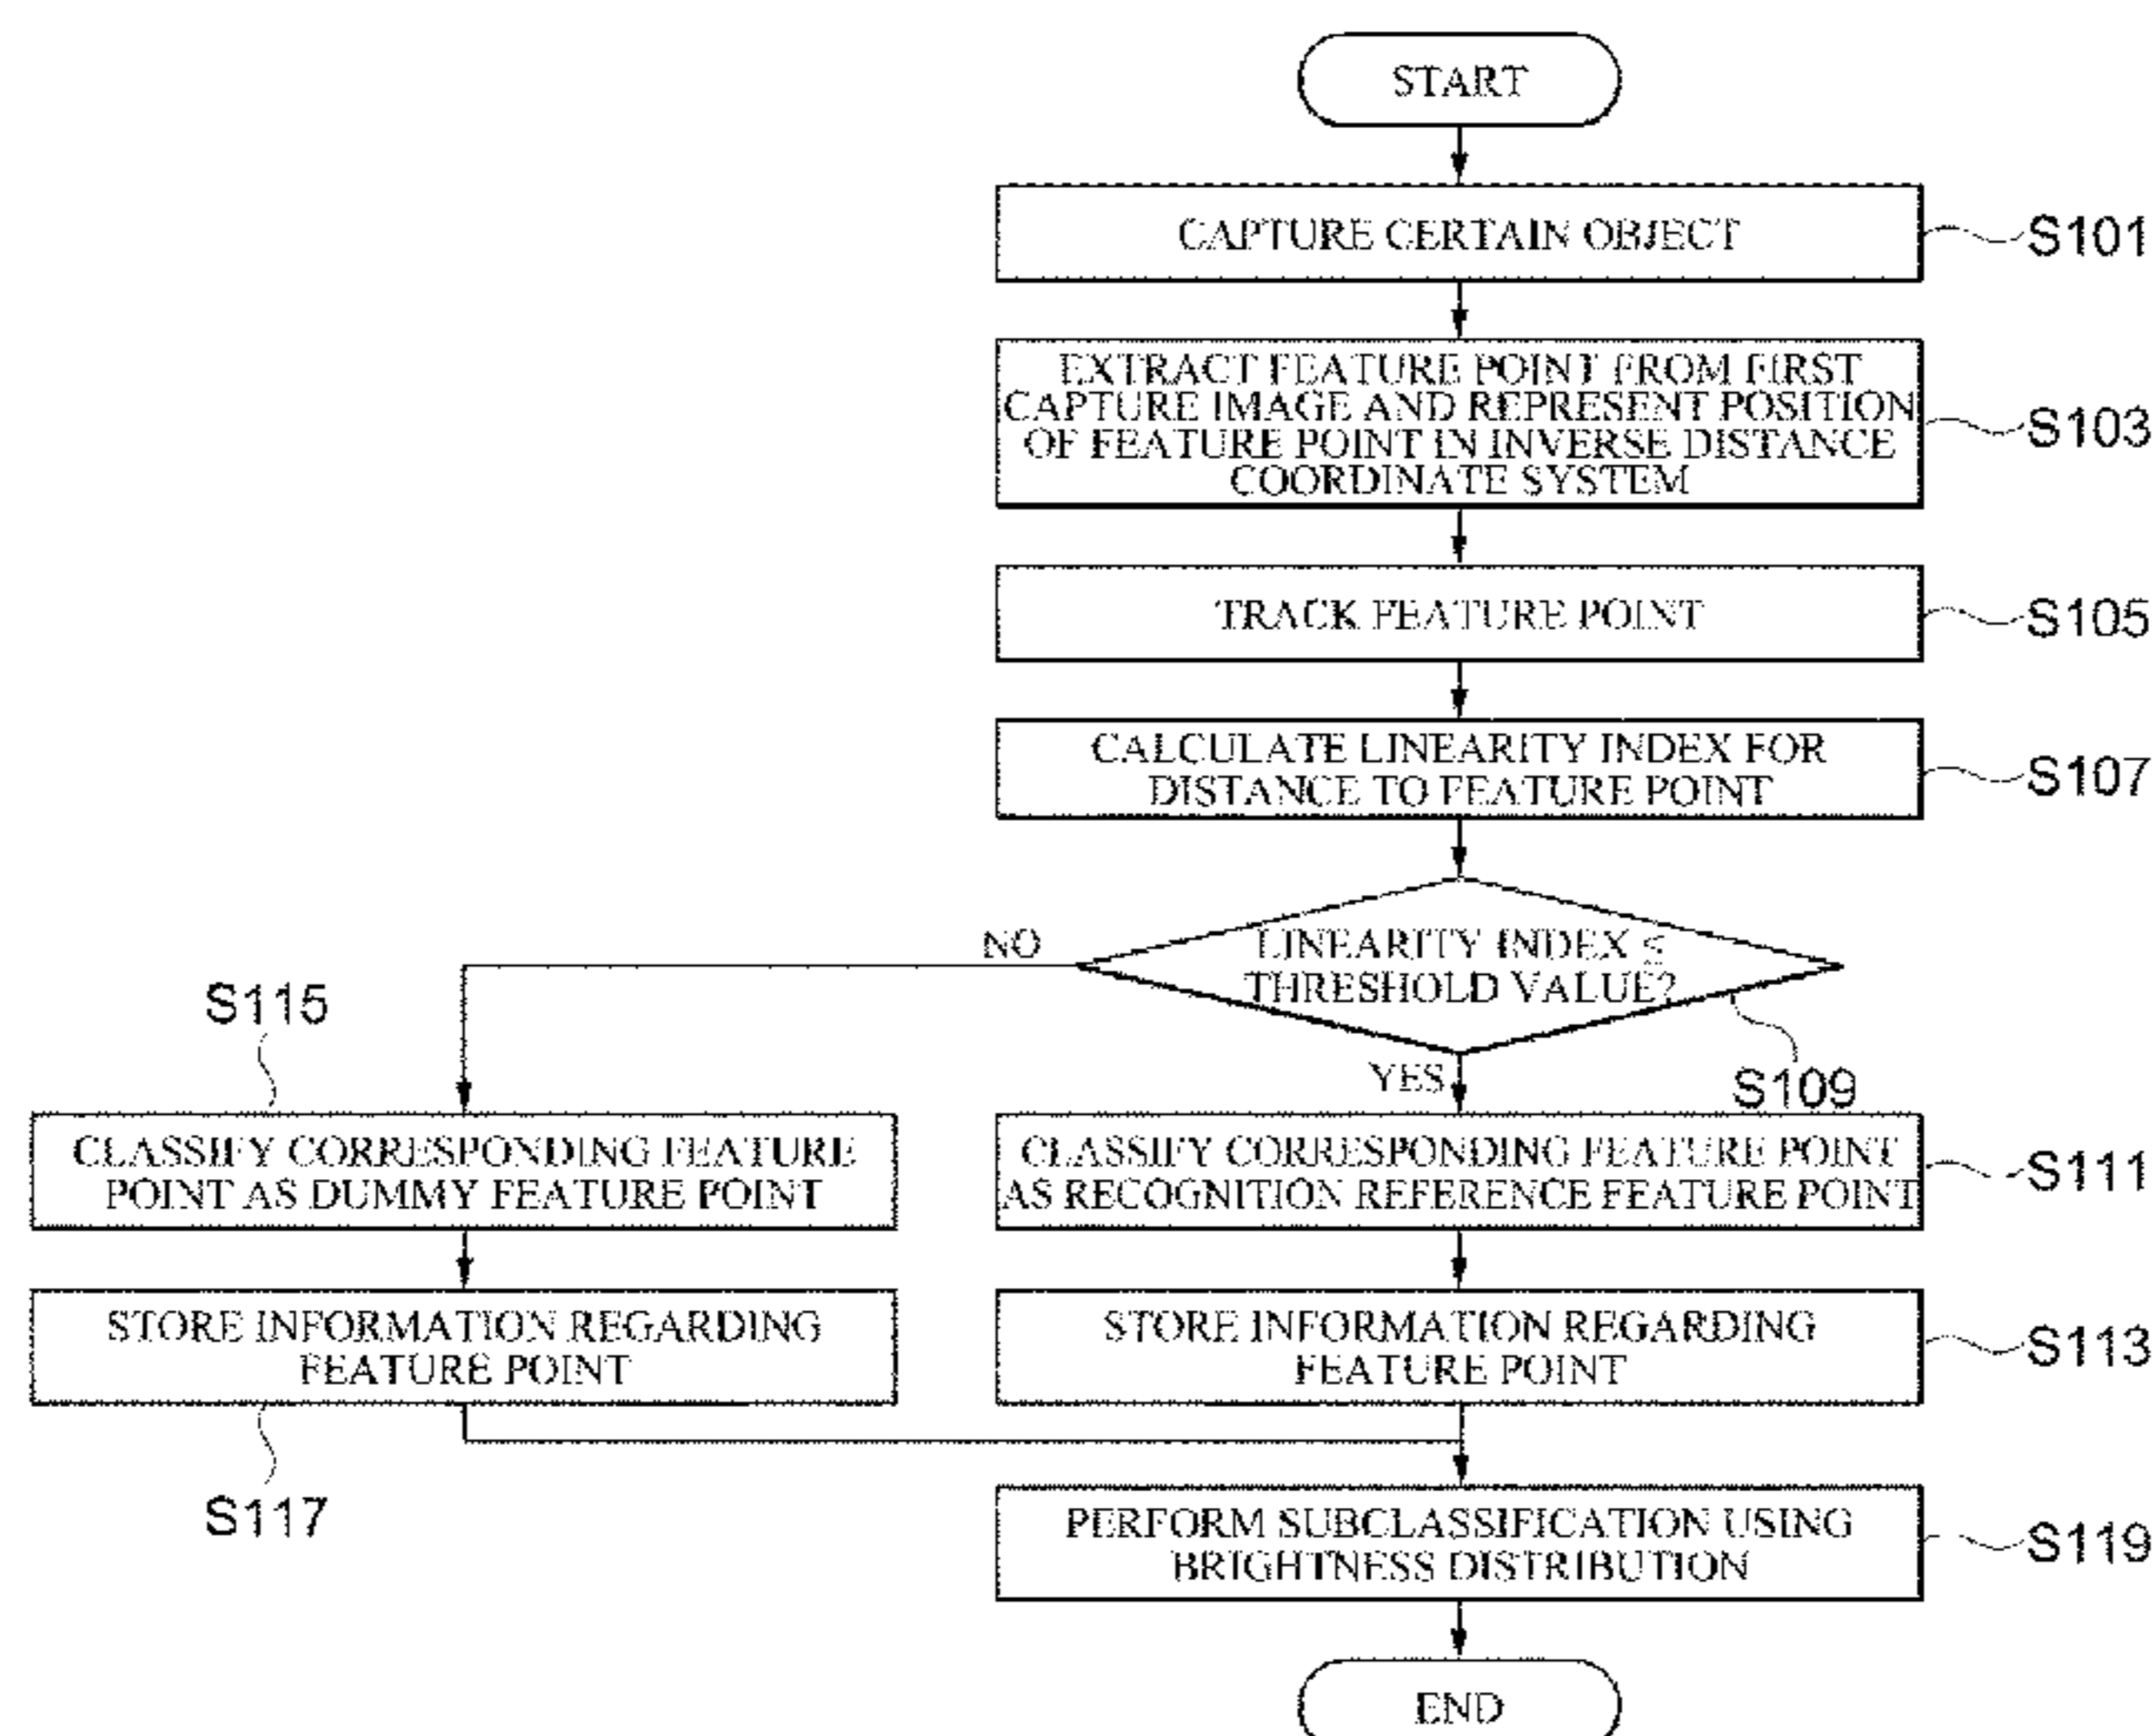 START
CAPTURE CERTAIN OBJECT
S101
EXTRACT FEATURE POINT FROM FIRST
CAPTURE IMAGE AND REPRESENT POSITION
OF FEATURE POINT IN INVERSE DISTANCE
COORDINATE SYSTEM
S103
TRACK FEATURE POINT
S105
CALCULATE LINEARITY INDEX FOR
DISTANCE TO FEATURE POINT
S107
LINEARITY INDEX ≤
THRESHOLD VALUE?
NO
YES
S109
S115
CLASSIFY CORRESPONDING FEATURE
POINT AS DUMMY FEATURE POINT
CLASSIFY CORRESPONDING FEATURE POINT
AS RECOGNITION REFERENCE FEATURE POINT
S111
STORE INFORMATION REGARDING
FEATURE POINT
S117
STORE INFORMATION REGARDING
FEATURE POINT
S113
PERFORM SUBCLASSIFICATION USING
BRIGHTNESS DISTRIBUTION
S119
END